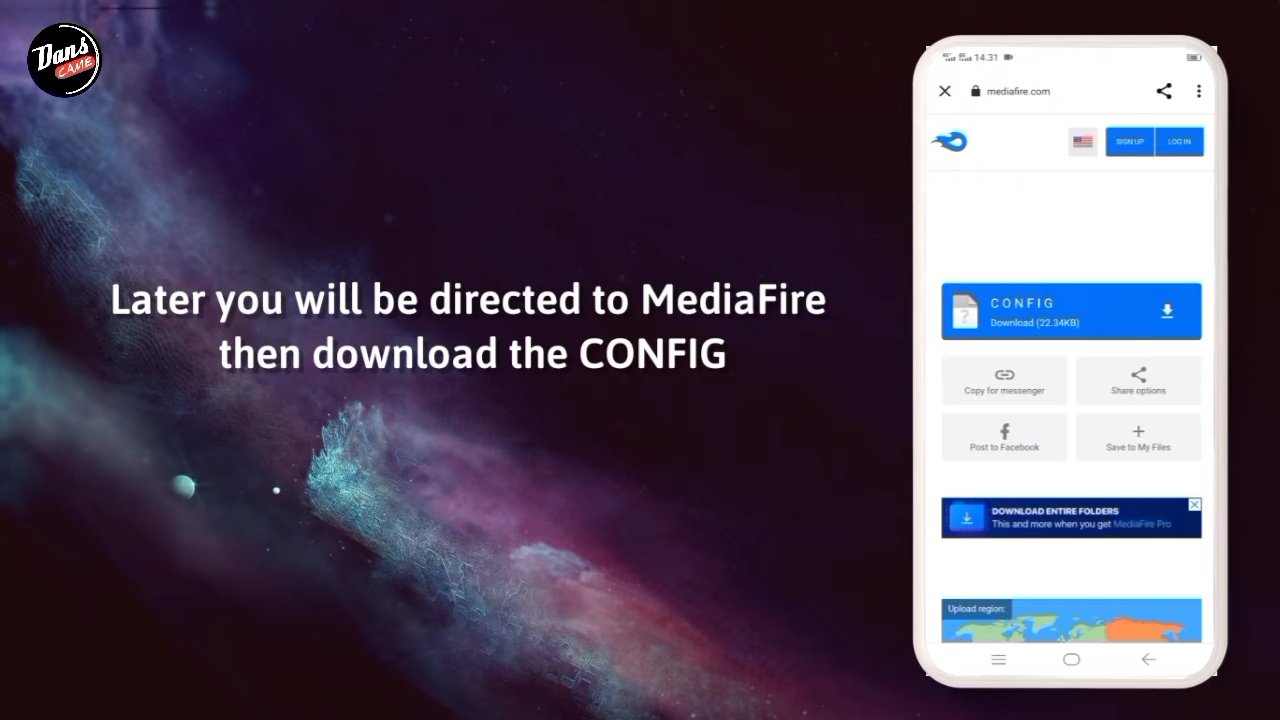 Dans
CAME
Later you will be directed to MediaFire
then download the CONFIG
14.31
mediafire.com
SIGN UP
LOG IN
CONFIG
Download (22.34KB)
Copy for messenger
Share options
Post to Facebook
Save to My Files
DOWNLOAD ENTIRE FOLDERS
This and more when you get MediaFire Pro
Upload region: